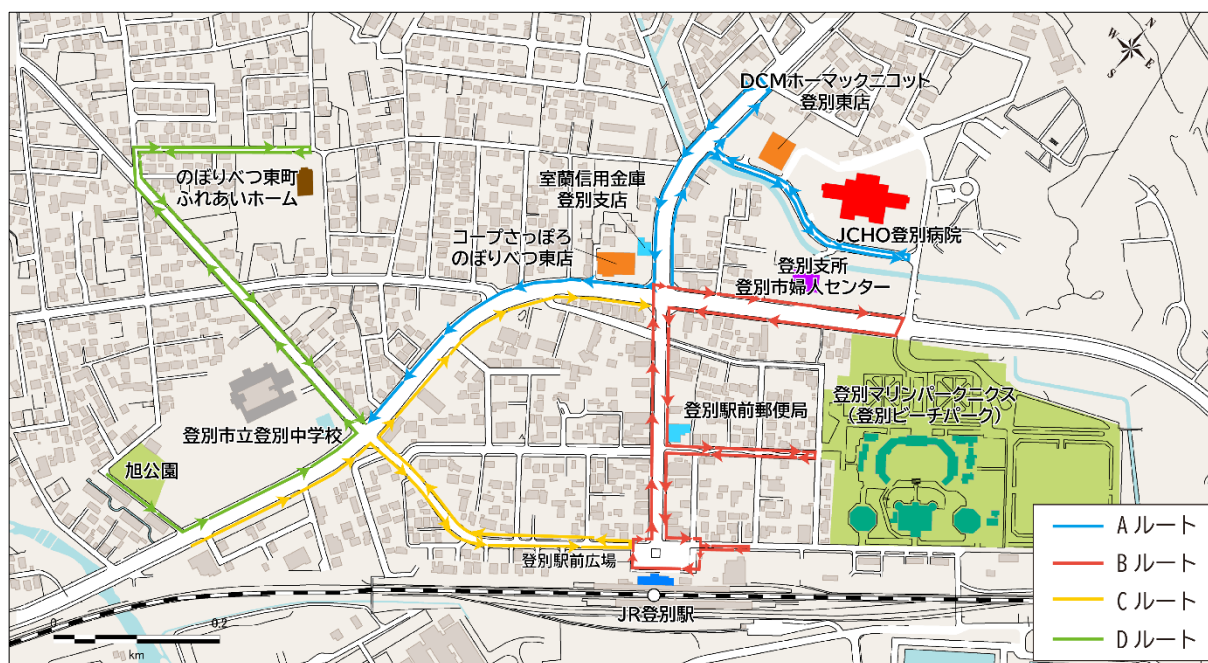 N
W
E
S
DCMホーマックニコット
登別東店
のぼりべつ東町
ふれあいホーム
室蘭信用金庫
登別支店
コープさっぽろ
のぼりべつ東店
JCHO登別病院
登別支所
登別市婦人センター
登別マリンパークニクス
(登別ビーチパーク)
登別駅前郵便局
登別市立登別中学校
旭公園
登別駅前広場
JR登別駅
0 0.2
km
Aルート
Bルート
Cルート
Dルート